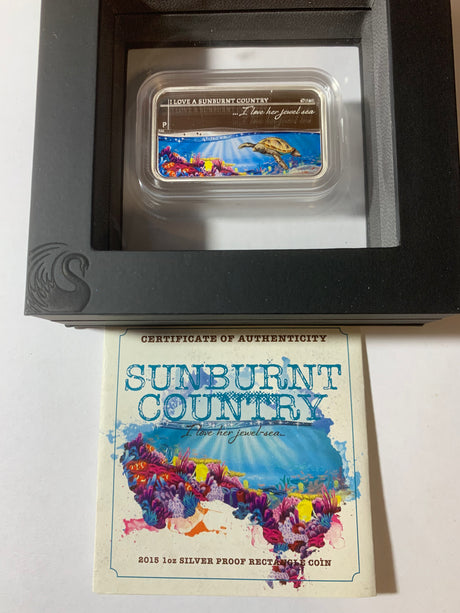 I LOVE A SUNBURNT COUNTRY
...I love her jewel sea
P
CERTIFICATE OF AUTHENTICITY
SUNBURNT
COUNTRY
I love her jewel-sea...
2015 1oz SILVER PROOF RECTANGLE COIN